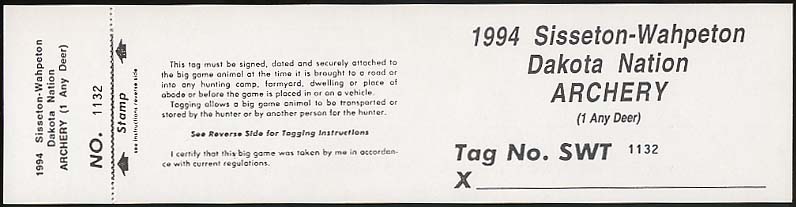 1994 Sisseton-Wahpeton
Dakota Nation
ARCHERY (1 Any Deer)
NO. 1132
Stamp
see instructions reverse side
This tag must be signed, dated and securely attached to
the big game animal at the time it is brought to a road or
into any hunting camp, farmyard, dwelling or place of
abode or before the game is placed in or on a vehicle.
Tagging allows a big game animal to be transported or
stored by the hunter or by another person for the hunter.
See Reverse Side for Tagging Instructions
I certify that this big game was taken by me in accordan-
ce with current regulations.
1994 Sisseton-Wahpeton
Dakota Nation
ARCHERY
(1 Any Deer)
Tag No. SWT 1132
X